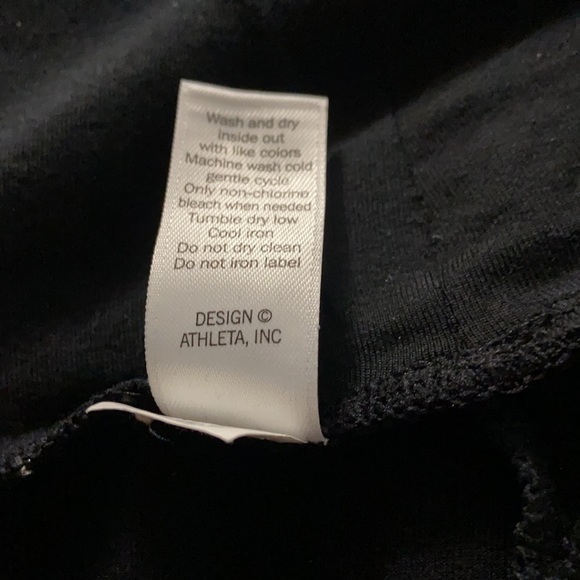 Wash and dry
inside out
with like colors
Machine wash cold
gentle cycle
Only non-chlorine
bleach when needed
Tumble dry low
Cool iron
Do not dry clean
Do not iron label
DESIGN ©
ATHLETA, INC